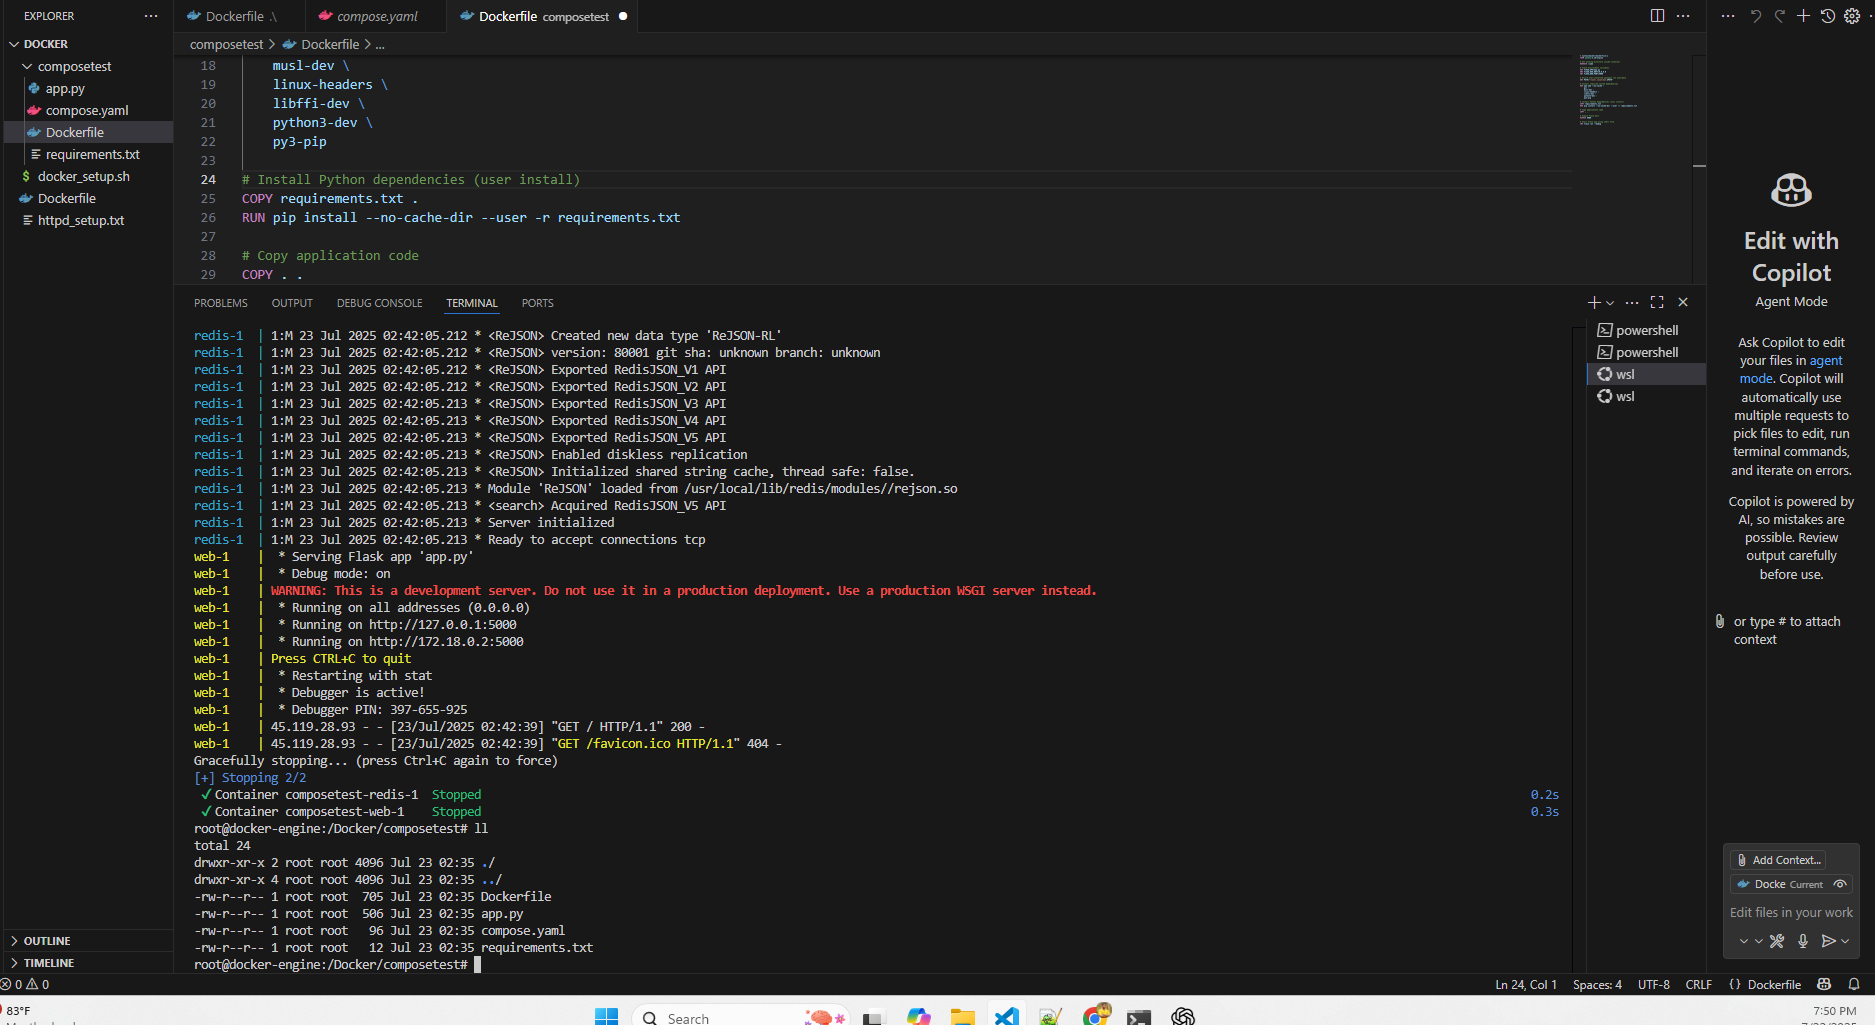 EXPLORER
DOCKER
composetest
app.py
compose.yaml
Dockerfile
requirements.txt
docker_setup.sh
Dockerfile
httpd_setup.txt
OUTLINE
TIMELINE
Dockerfile .\
compose.yaml
Dockerfile composetest
composetest > Dockerfile > ...
18 musl-dev \
19 linux-headers \
20 libffi-dev \
21 python3-dev \
22 py3-pip
23
24 # Install Python dependencies (user install)
25 COPY requirements.txt .
26 RUN pip install --no-cache-dir --user -r requirements.txt
27
28 # Copy application code
29 COPY . .
PROBLEMS OUTPUT DEBUG CONSOLE TERMINAL PORTS
redis-1 | 1:M 23 Jul 2025 02:42:05.212 * <ReJSON> Created new data type 'ReJSON-RL'
redis-1 | 1:M 23 Jul 2025 02:42:05.212 * <ReJSON> version: 80001 git sha: unknown branch: unknown
redis-1 | 1:M 23 Jul 2025 02:42:05.212 * <ReJSON> Exported RedisJSON_V1 API
redis-1 | 1:M 23 Jul 2025 02:42:05.212 * <ReJSON> Exported RedisJSON_V2 API
redis-1 | 1:M 23 Jul 2025 02:42:05.213 * <ReJSON> Exported RedisJSON_V3 API
redis-1 | 1:M 23 Jul 2025 02:42:05.213 * <ReJSON> Exported RedisJSON_V4 API
redis-1 | 1:M 23 Jul 2025 02:42:05.213 * <ReJSON> Exported RedisJSON_V5 API
redis-1 | 1:M 23 Jul 2025 02:42:05.213 * <ReJSON> Enabled diskless replication
redis-1 | 1:M 23 Jul 2025 02:42:05.213 * <ReJSON> Initialized shared string cache, thread safe: false.
redis-1 | 1:M 23 Jul 2025 02:42:05.213 * Module 'ReJSON' loaded from /usr/local/lib/redis/modules//rejson.so
redis-1 | 1:M 23 Jul 2025 02:42:05.213 * <search> Acquired RedisJSON_V5 API
redis-1 | 1:M 23 Jul 2025 02:42:05.213 * Server initialized
redis-1 | 1:M 23 Jul 2025 02:42:05.213 * Ready to accept connections tcp
web-1 | * Serving Flask app 'app.py'
web-1 | * Debug mode: on
web-1 | WARNING: This is a development server. Do not use it in a production deployment. Use a production WSGI server instead.
web-1 | * Running on all addresses (0.0.0.0)
web-1 | * Running on http://127.0.0.1:5000
web-1 | * Running on http://172.18.0.2:5000
web-1 | Press CTRL+C to quit
web-1 | * Restarting with stat
web-1 | * Debugger is active!
web-1 | * Debugger PIN: 397-655-925
web-1 | 45.119.28.93 - - [23/Jul/2025 02:42:39] "GET / HTTP/1.1" 200 -
web-1 | 45.119.28.93 - - [23/Jul/2025 02:42:39] "GET /favicon.ico HTTP/1.1" 404 -
Gracefully stopping... (press Ctrl+C again to force)
[+] Stopping 2/2
✔ Container composetest-redis-1 Stopped 0.2s
✔ Container composetest-web-1 Stopped 0.3s
root@docker-engine:/Docker/composetest# ll
total 24
drwxr-xr-x 2 root root 4096 Jul 23 02:35 ./
drwxr-xr-x 4 root root 4096 Jul 23 02:35 ../
-rw-r--r-- 1 root root 705 Jul 23 02:35 Dockerfile
-rw-r--r-- 1 root root 506 Jul 23 02:35 app.py
-rw-r--r-- 1 root root 96 Jul 23 02:35 compose.yaml
-rw-r--r-- 1 root root 12 Jul 23 02:35 requirements.txt
root@docker-engine:/Docker/composetest#
powershell
powershell
wsl
wsl
Edit with
Copilot
Agent Mode
Ask Copilot to edit
your files in agent
mode. Copilot will
automatically use
multiple requests to
pick files to edit, run
terminal commands,
and iterate on errors.
Copilot is powered by
AI, so mistakes are
possible. Review
output carefully
before use.
or type # to attach
context
Add Context...
Docke Current
Edit files in your work
0 0
Ln 24, Col 1 Spaces: 4 UTF-8 CRLF {} Dockerfile
83°F
Search
7:50 PM